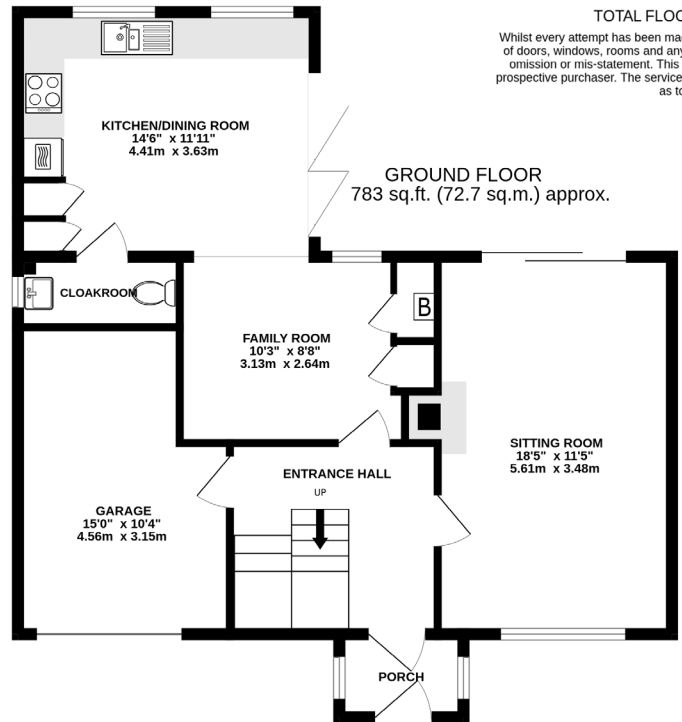 TOTAL FLOO
Whilst every attempt has been ma
of doors, windows, rooms and any
omission or mis-statement. This
prospective purchaser. The service
as to
KITCHEN/DINING ROOM
14'6" x 11'11"
4.41m x 3.63m
GROUND FLOOR
783 sq.ft. (72.7 sq.m.) approx.
CLOAKROOM
B
FAMILY ROOM
10'3" x 8'8"
3.13m x 2.64m
SITTING ROOM
18'5" x 11'5"
5.61m x 3.48m
ENTRANCE HALL
UP
GARAGE
15'0" x 10'4"
4.56m x 3.15m
PORCH